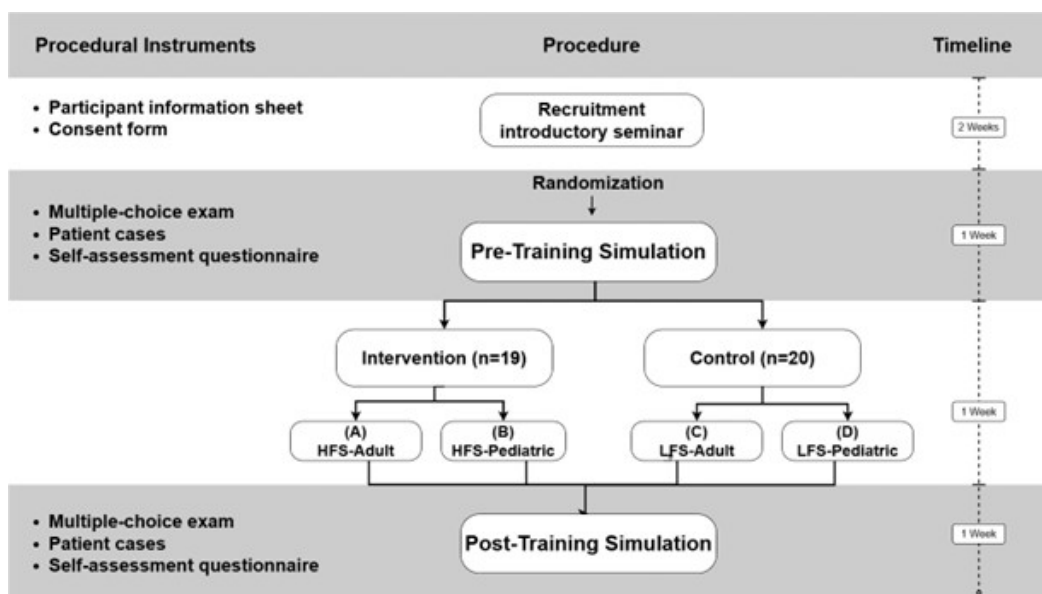 Procedural Instruments
Procedure
Timeline
• Participant information sheet
• Consent form
Recruitment
introductory seminar
2 Weeks
Randomization
• Multiple-choice exam
• Patient cases
• Self-assessment questionnaire
Pre-Training Simulation
1 Week
Intervention (n=19)
Control (n=20)
(A)
HFS-Adult
(B)
HFS-Pediatric
(C)
LFS-Adult
(D)
LFS-Pediatric
1 Week
• Multiple-choice exam
• Patient cases
• Self-assessment questionnaire
Post-Training Simulation
1 Week